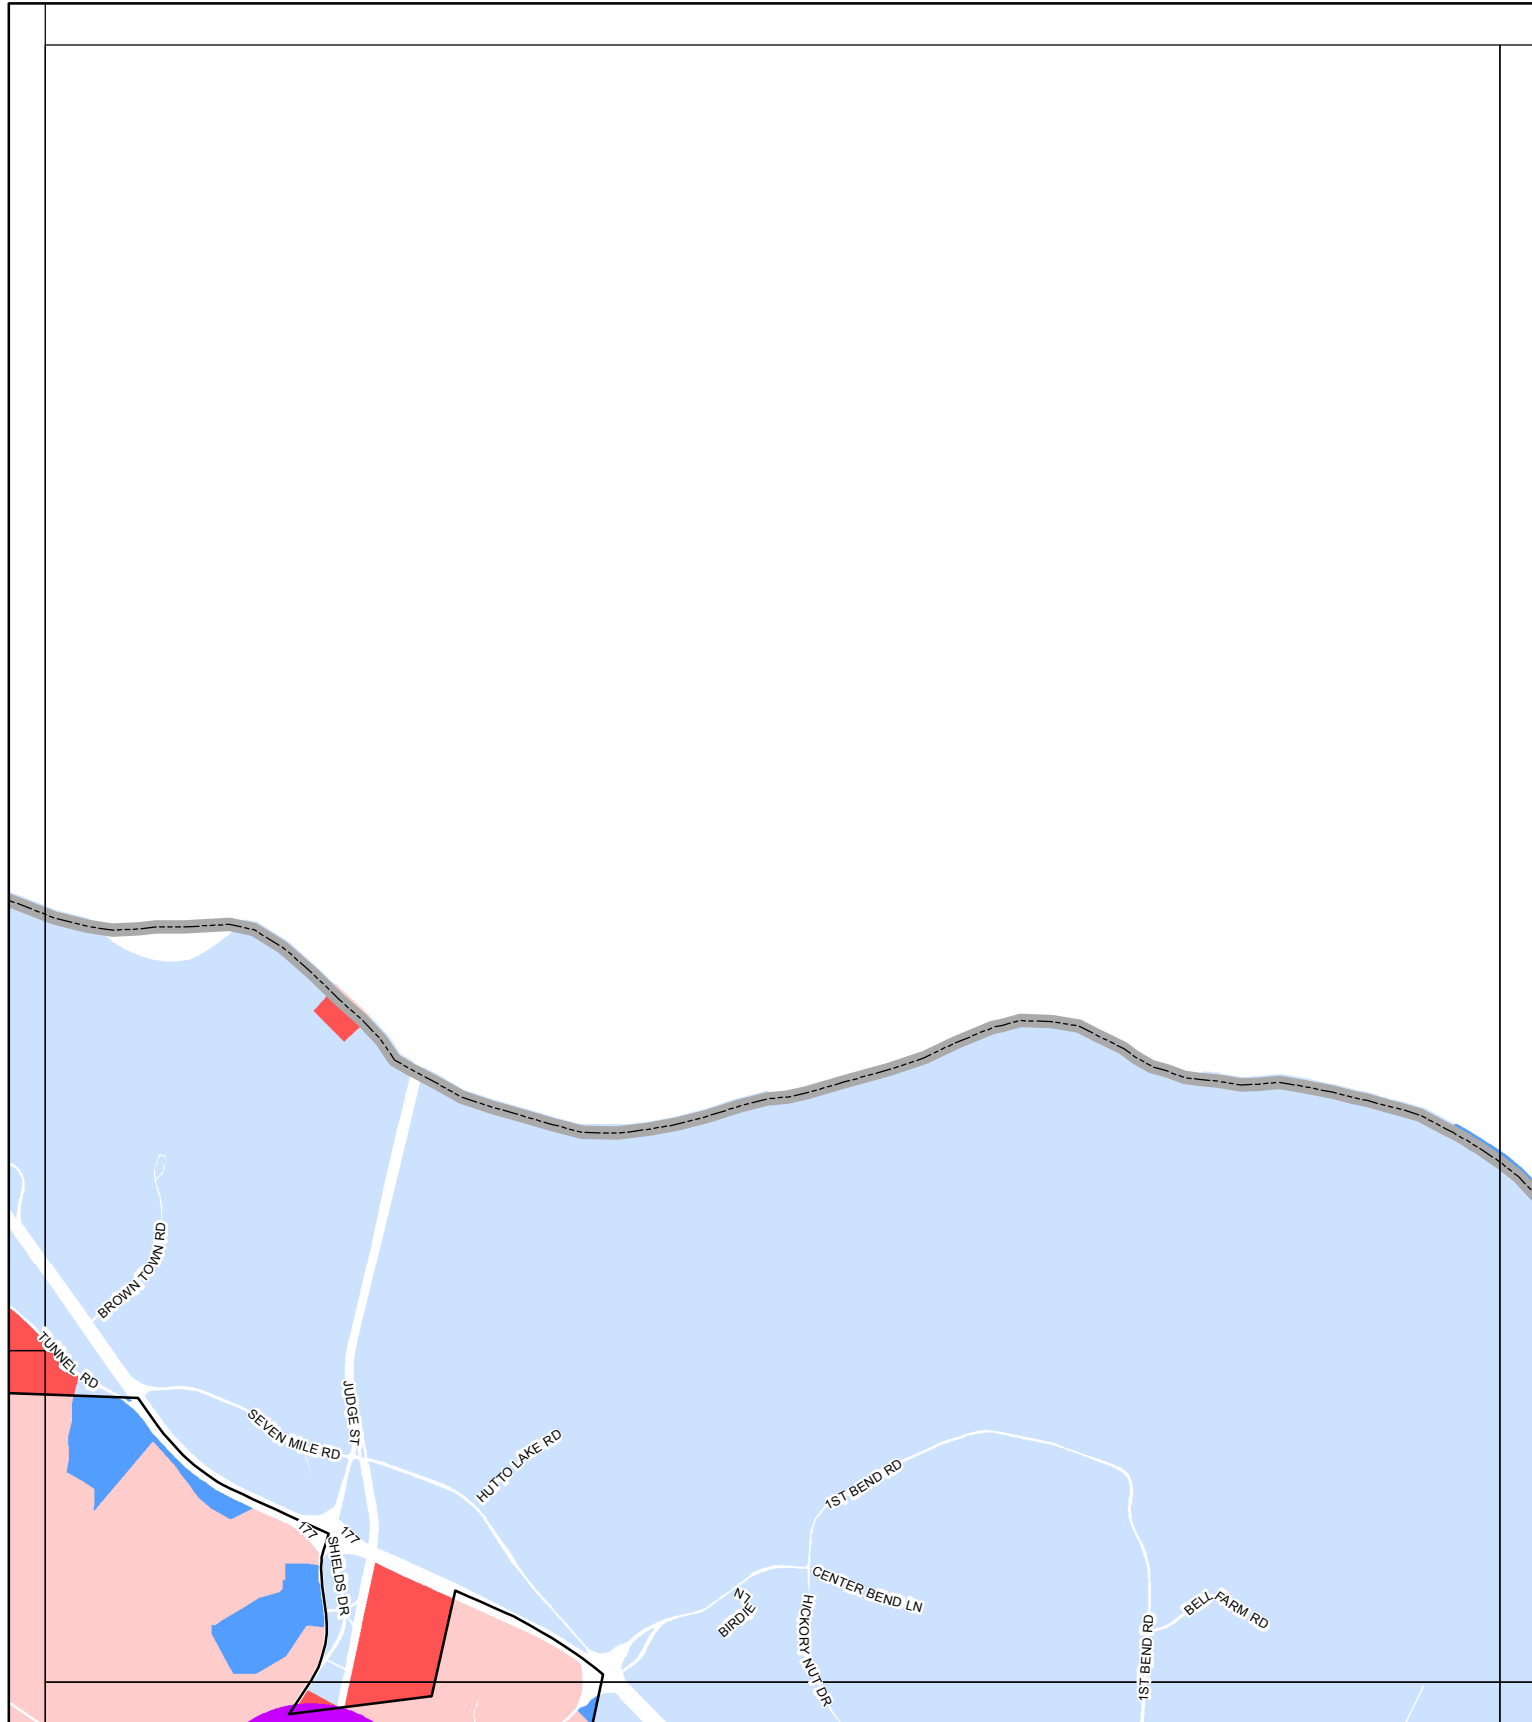 BROWN TOWN RD
TUNNEL RD
JUDGE ST
SEVEN MILE RD
HUTTO LAKE RD
1ST BEND RD
177
177
SHIELDS DR
CENTER BEND LN
BIRDIE LN
HICKORY NUT DR
BELL FARM RD
1ST BEND RD